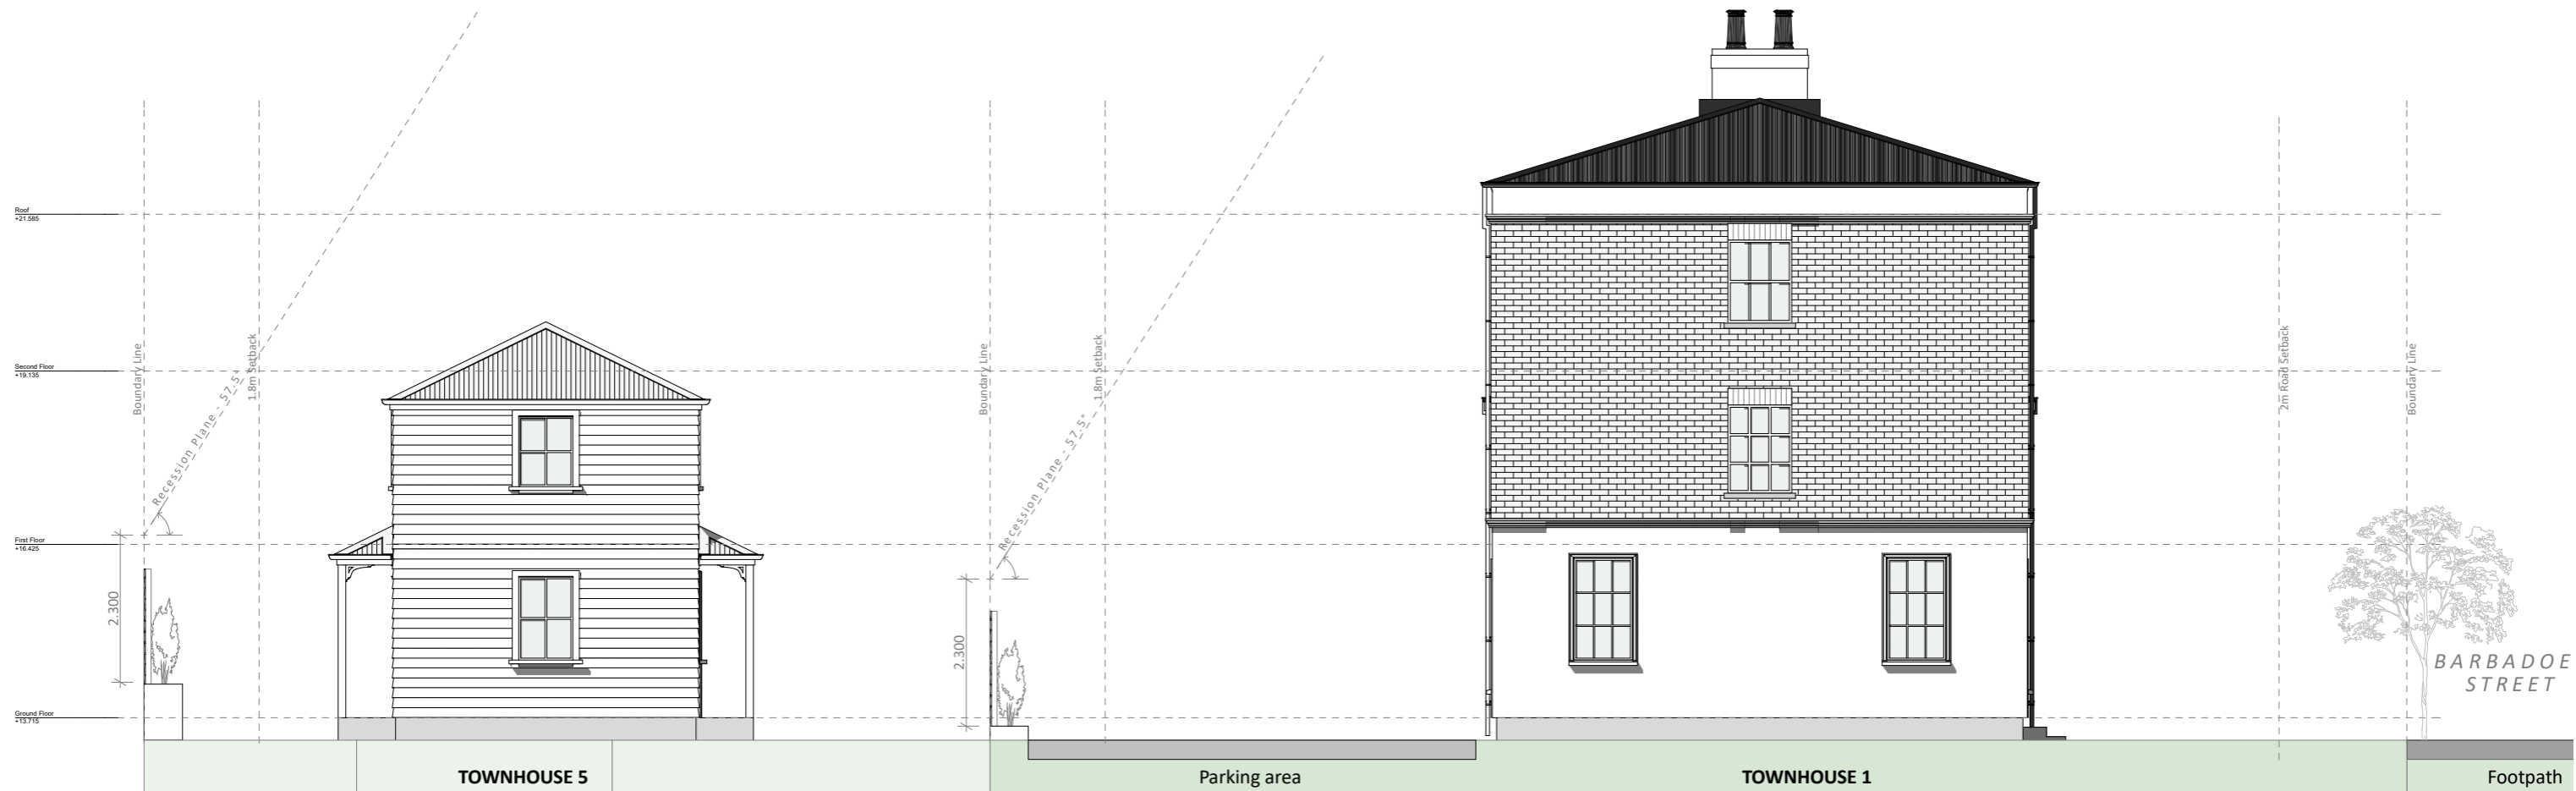 Roof
+21.585
Second Floor
+19.135
First Floor
+16.425
Ground Floor
+13.715
Boundary Line
1.8m Setback
Recession Plane - 57.5°
2.300
Boundary Line
1.8m Setback
Recession Plane - 57.5°
2.300
2m Road Setback
Boundary Line
BARBADOE
STREET
TOWNHOUSE 5
Parking area
TOWNHOUSE 1
Footpath